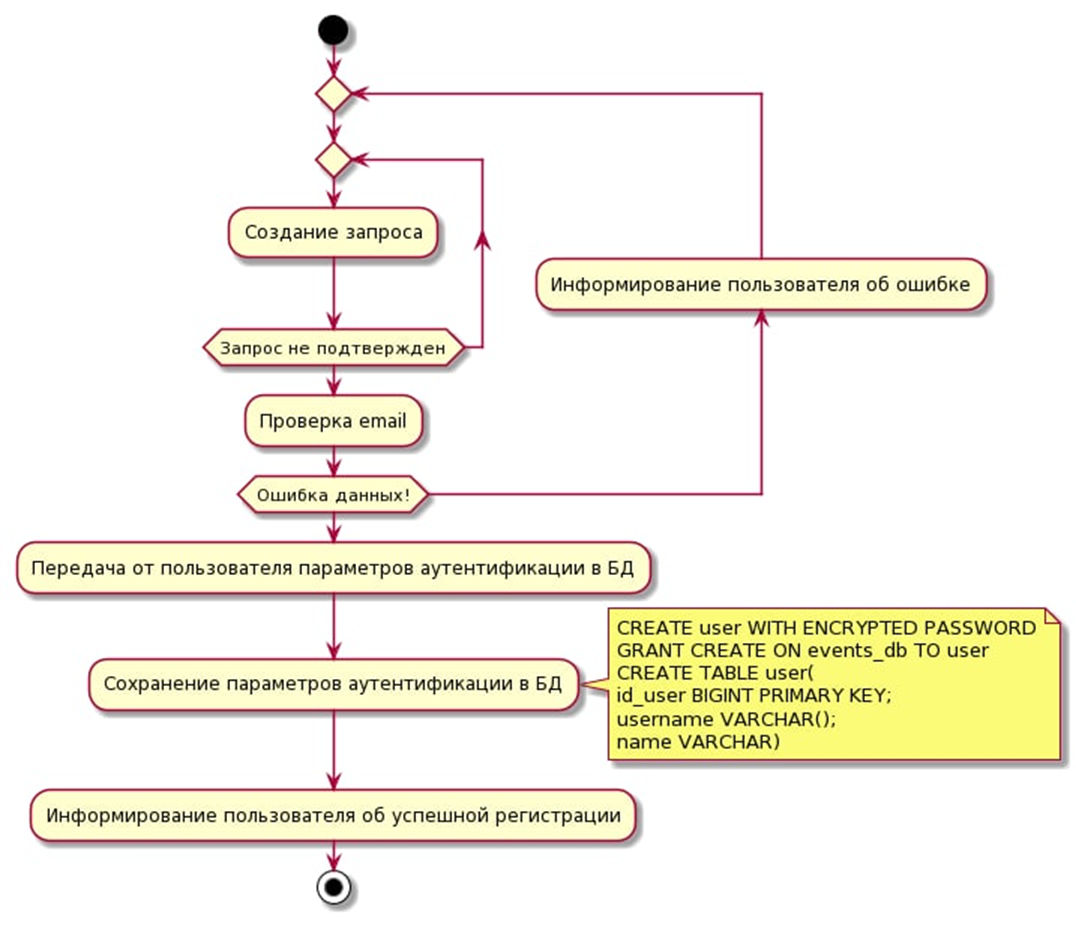 Создание запроса
Информирование пользователя об ошибке
Запрос не подтвержден
Проверка email
Ошибка данных!
Передача от пользователя параметров аутентификации в БД
Сохранение параметров аутентификации в БД
CREATE user WITH ENCRYPTED PASSWORD
GRANT CREATE ON events_db TO user
CREATE TABLE user(
id_user BIGINT PRIMARY KEY;
username VARCHAR();
name VARCHAR)
Информирование пользователя об успешной регистрации